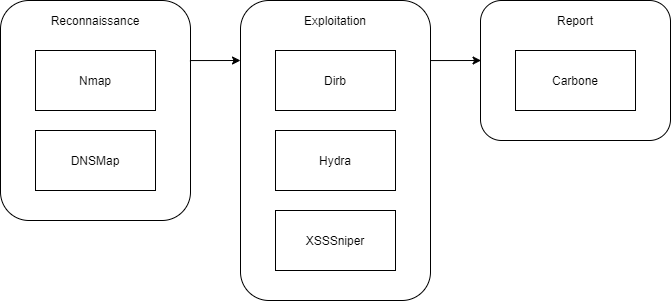 Reconnaissance
Nmap
DNSMap
Exploitation
Dirb
Hydra
XSSSniper
Report
Carbone